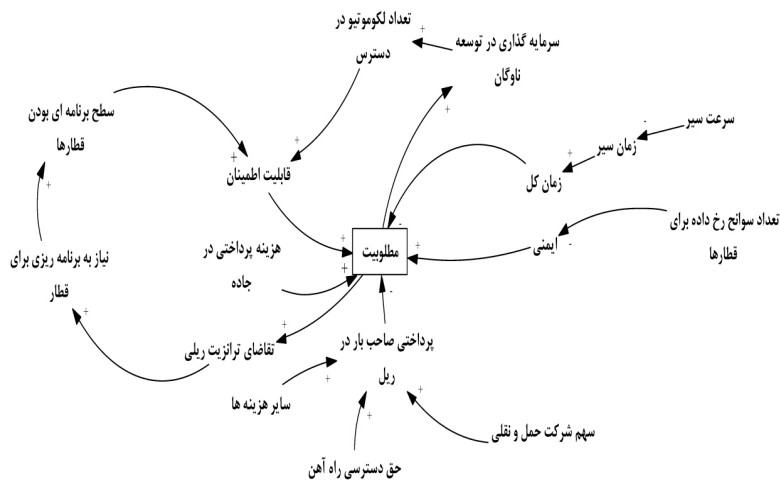 تعداد لکوموتیو در
دسترس
سرمایه گذاری در توسعه
ناوگان
سطح برنامه ای بودن
قطارها
سرعت سیر
زمان سیر
زمان کل
قابلیت اطمینان
تعداد سوانح رخ داده برای
قطارها
ایمنی
مطلوبیت
هزینه پرداختی در
جاده
نیاز به برنامه ریزی برای
قطار
تقاضای ترانزیت ریلی
پرداختی صاحب بار در
ریل
سایر هزینه ها
سهم شرکت حمل و نقلی
حق دسترسی راه آهن